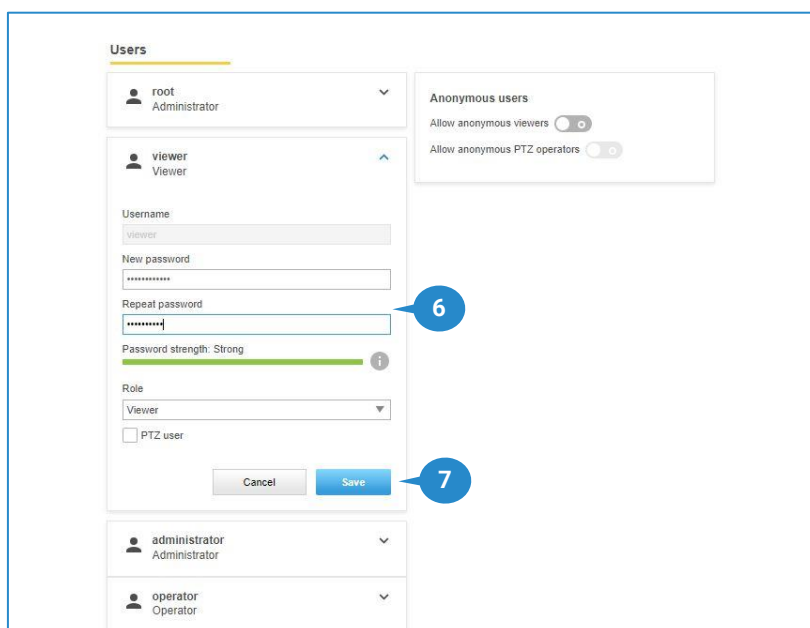 Users
root
Administrator
viewer
Viewer
Username
viewer
New password
••••••••••••
Repeat password
••••••••••
Password strength: Strong
i
Role
Viewer
PTZ user
Cancel
Save
administrator
Administrator
operator
Operator
Anonymous users
Allow anonymous viewers
Allow anonymous PTZ operators
6
7